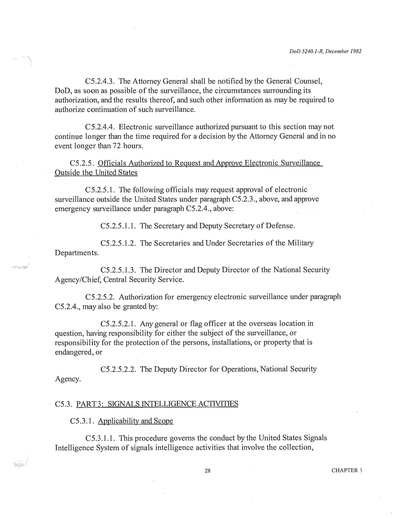 DoD 5240.1-R, December 1982
C5.2.4.3. The Attorney General shall be notified by the General Counsel,
DoD, as soon as possible of the surveillance, the circumstances surrounding its
authorization, and the results thereof, and such other information as may be required to
authorize continuation of such surveillance.
C5.2.4.4. Electronic surveillance authorized pursuant to this section may not
continue longer than the time required for a decision by the Attorney General and in no
event longer than 72 hours.
C5.2.5. Officials Authorized to Request and Approve Electronic Surveillance
Outside the United States
C5.2.5.1. The following officials may request approval of electronic
surveillance outside the United States under paragraph C5.2.3., above, and approve
emergency surveillance under paragraph C5.2.4., above:
C5.2.5.1.1. The Secretary and Deputy Secretary of Defense.
C5.2.5.1.2. The Secretaries and Under Secretaries of the Military
Departments.
C5.2.5.1.3. The Director and Deputy Director of the National Security
Agency/Chief, Central Security Service.
C5.2.5.2. Authorization for emergency electronic surveillance under paragraph
C5.2.4., may also be granted by:
C5.2.5.2.1. Any general or flag officer at the overseas location in
question, having responsibility for either the subject of the surveillance, or
responsibility for the protection of the persons, installations, or property that is
endangered, or
C5.2.5.2.2. The Deputy Director for Operations, National Security
Agency.
C5.3. PART 3: SIGNALS INTELLIGENCE ACTIVITIES
C5.3.1. Applicability and Scope
C5.3.1.1. This procedure governs the conduct by the United States Signals
Intelligence System of signals intelligence activities that involve the collection,
28
CHAPTER 5